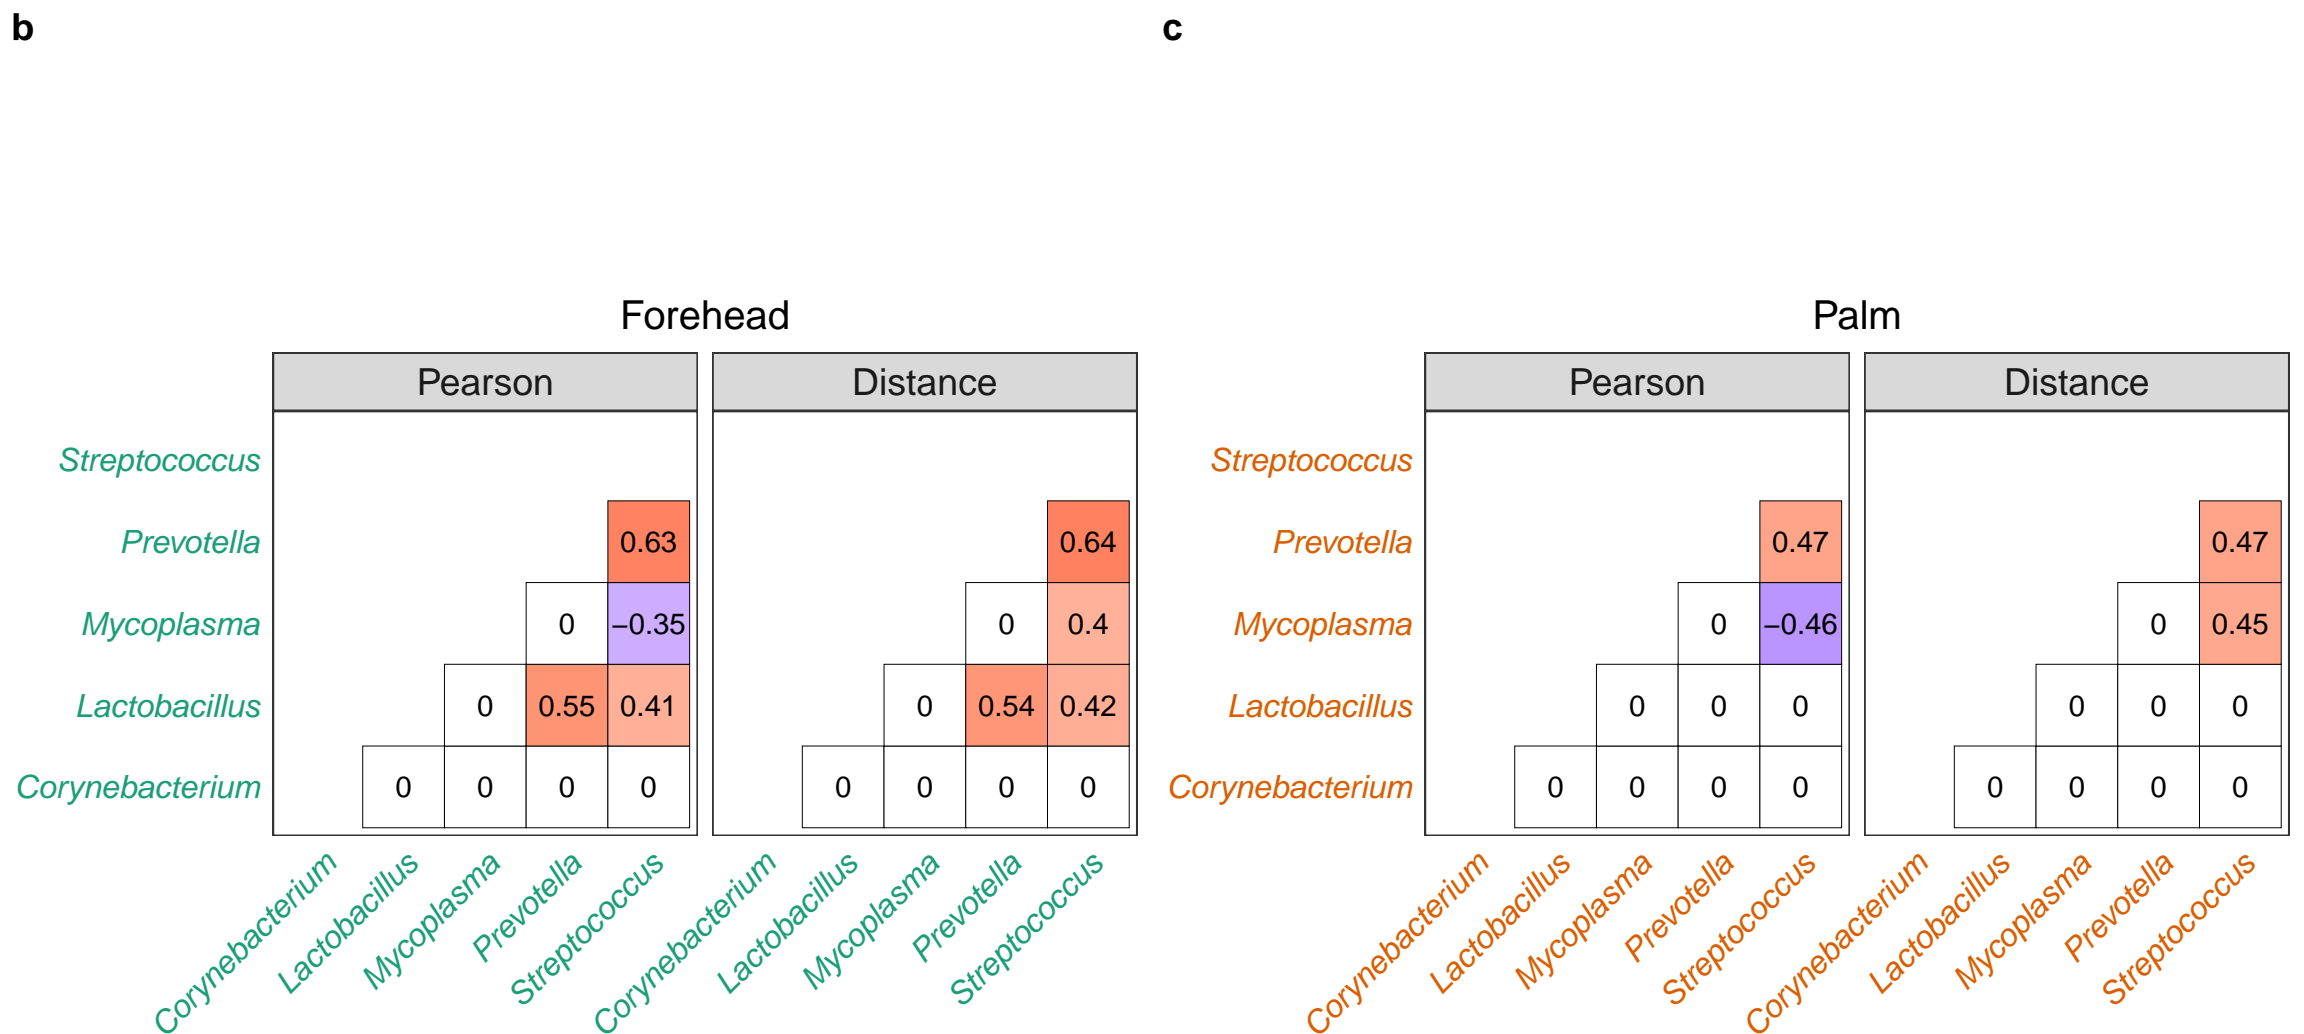 b
c
Forehead
Palm
Pearson
Distance
Pearson
Distance
Streptococcus
Streptococcus
Prevotella
0.63
0.64
Prevotella
0.47
0.47
Mycoplasma
0
−0.35
0
0.4
Mycoplasma
0
−0.46
0
0.45
Lactobacillus
0
0.55
0.41
0
0.54
0.42
Lactobacillus
0
0
0
0
0
0
Corynebacterium
0
0
0
0
0
0
0
0
Corynebacterium
0
0
0
0
0
0
0
0
Corynebacterium
Lactobacillus
Mycoplasma
Prevotella
Streptococcus
Corynebacterium
Lactobacillus
Mycoplasma
Prevotella
Streptococcus
Corynebacterium
Lactobacillus
Mycoplasma
Prevotella
Streptococcus
Corynebacterium
Lactobacillus
Mycoplasma
Prevotella
Streptococcus